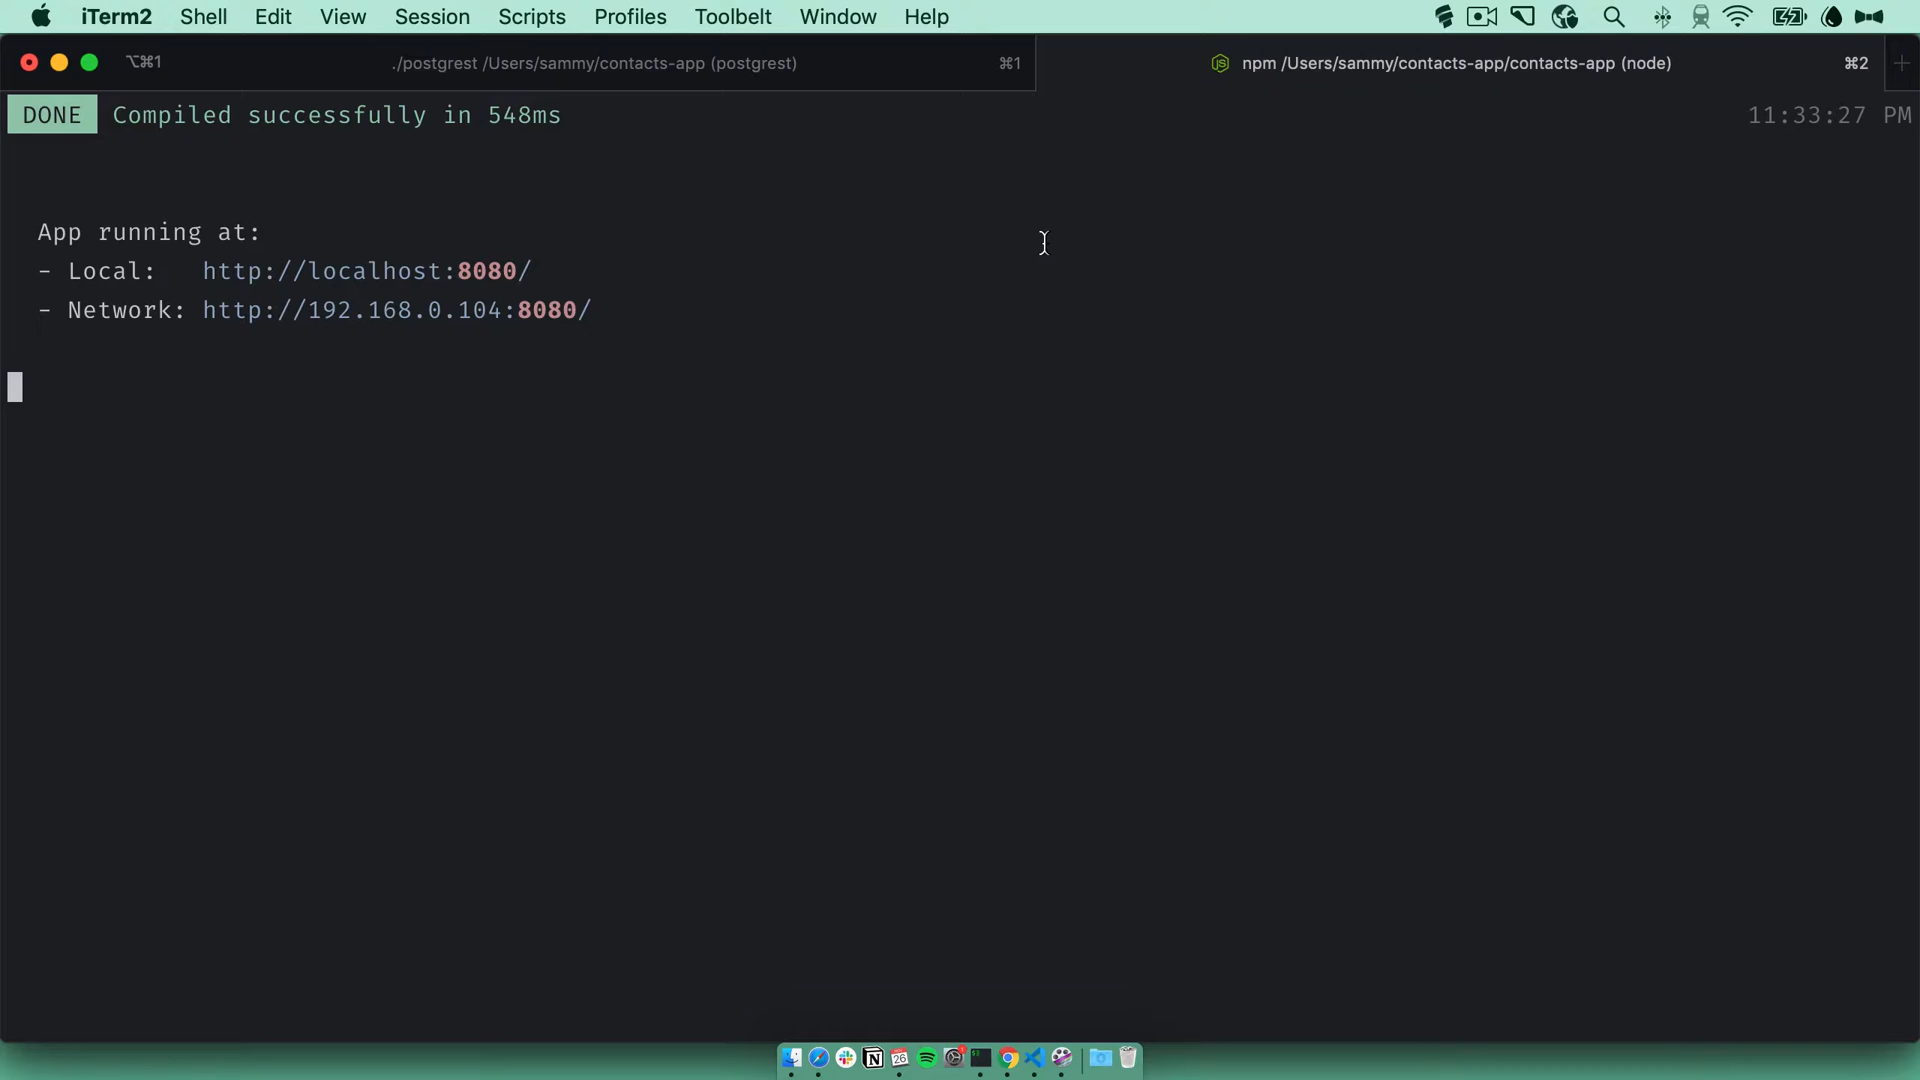 iTerm2 Shell Edit View Session Scripts Profiles Toolbelt Window Help
⌥⌘1 ./postgrest /Users/sammy/contacts-app (postgrest) ⌘1 npm /Users/sammy/contacts-app/contacts-app (node) ⌘2 +
DONE Compiled successfully in 548ms 11:33:27 PM
App running at:
- Local: http://localhost:8080/
- Network: http://192.168.0.104:8080/
26